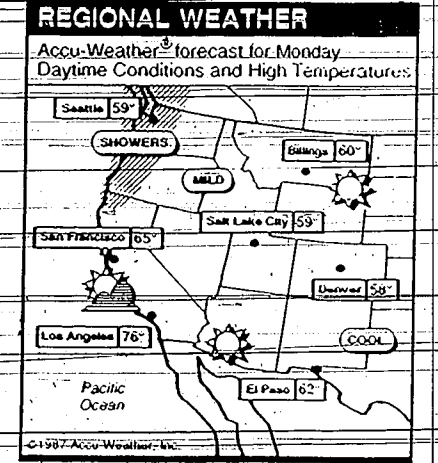 REGIONAL WEATHER
Accu-Weather® forecast for Monday
Daytime Conditions and High Temperatures
Seattle 59°
SHOWERS
Billings 60°
MILD
Salt Lake City 59°
San Francisco 65°
Denver 58°
Los Angeles 76°
COOL
Pacific
Ocean
El Paso 62°
©1987 Accu-Weather, Inc.